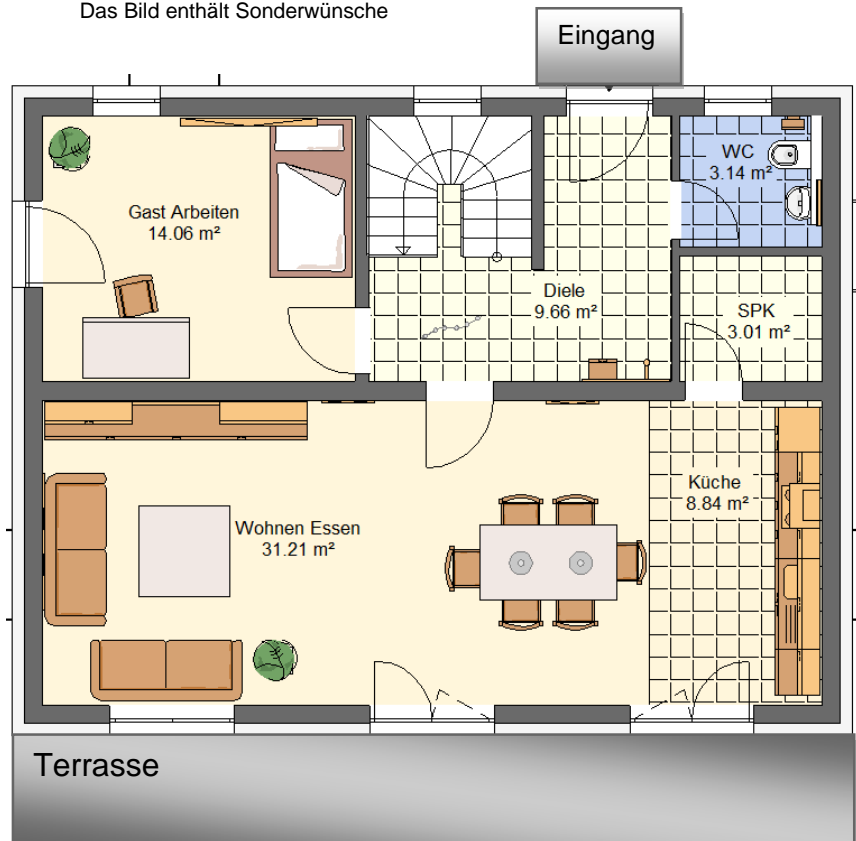 Das Bild enthält Sonderwünsche
Eingang
WC
3.14 m²
Gast Arbeiten
14.06 m²
Diele
9.66 m²
SPK
3.01 m²
Küche
8.84 m²
Wohnen Essen
31.21 m²
Terrasse